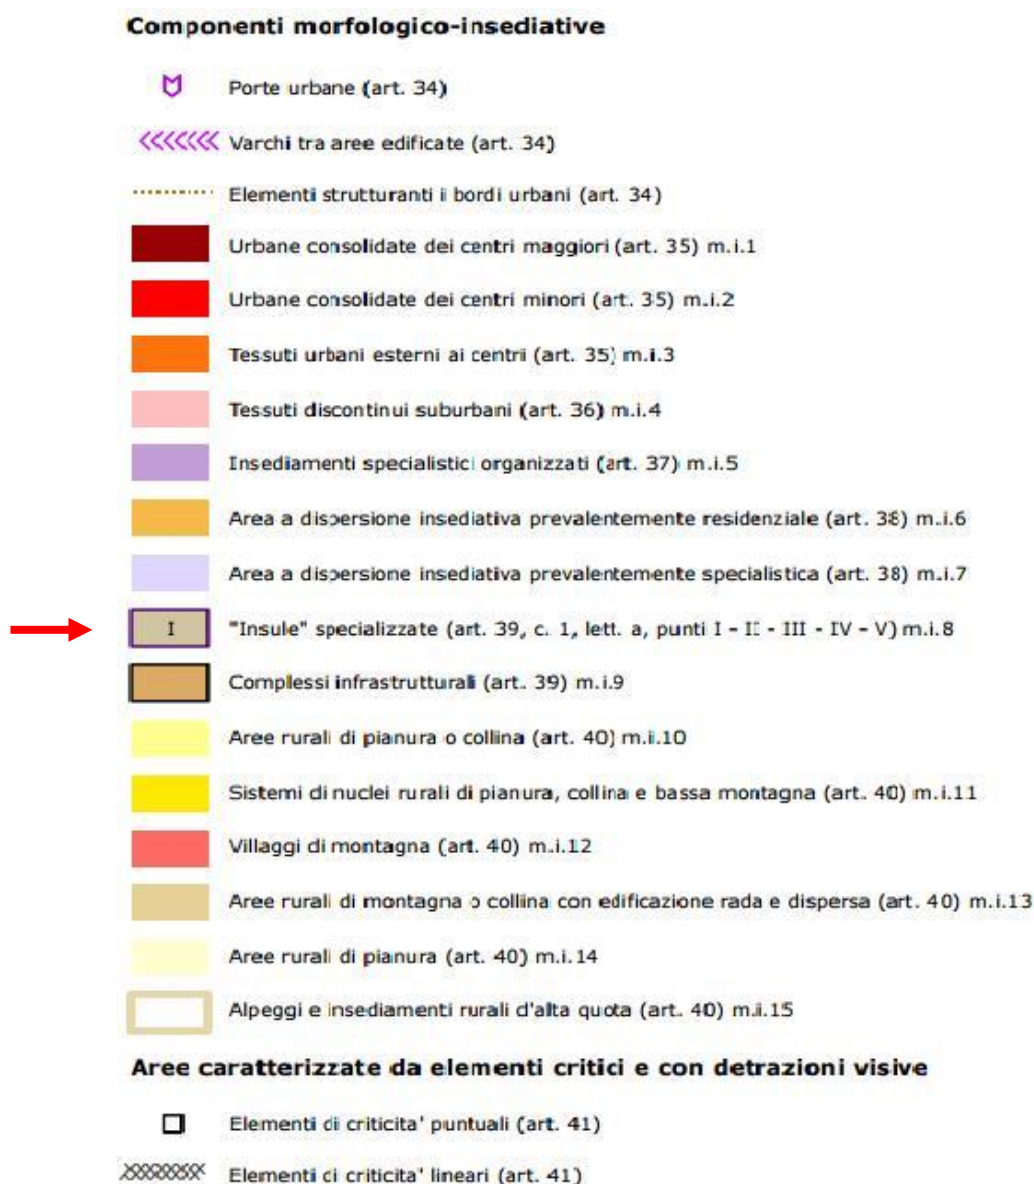 Componenti morfologico-insediative
Porte urbane (art. 34)
Varchi tra aree edificate (art. 34)
Elementi strutturanti i bordi urbani (art. 34)
Urbane consolidate dei centri maggiori (art. 35) m.i.1
Urbane consolidate dei centri minori (art. 35) m.i.2
Tessuti urbani esterni ai centri (art. 35) m.i.3
Tessuti discontinui suburbani (art. 36) m.i.4
Insediamenti specialistici organizzati (art. 37) m.i.5
Area a dispersione insediativa prevalentemente residenziale (art. 38) m.i.6
Area a dispersione insediativa prevalentemente specialistica (art. 38) m.i.7
I "Insule" specializzate (art. 39, c. 1, lett. a, punti I - II - III - IV - V) m.i.8
Complessi infrastrutturali (art. 39) m.i.9
Aree rurali di pianura o collina (art. 40) m.i.10
Sistemi di nuclei rurali di pianura, collina e bassa montagna (art. 40) m.i.11
Villaggi di montagna (art. 40) m.i.12
Aree rurali di montagna o collina con edificazione rada e dispersa (art. 40) m.i.13
Aree rurali di pianura (art. 40) m.i.14
Alpeggi e insediamenti rurali d'alta quota (art. 40) m.i.15
Aree caratterizzate da elementi critici e con detrazioni visive
Elementi di criticita' puntuali (art. 41)
Elementi di criticita' lineari (art. 41)